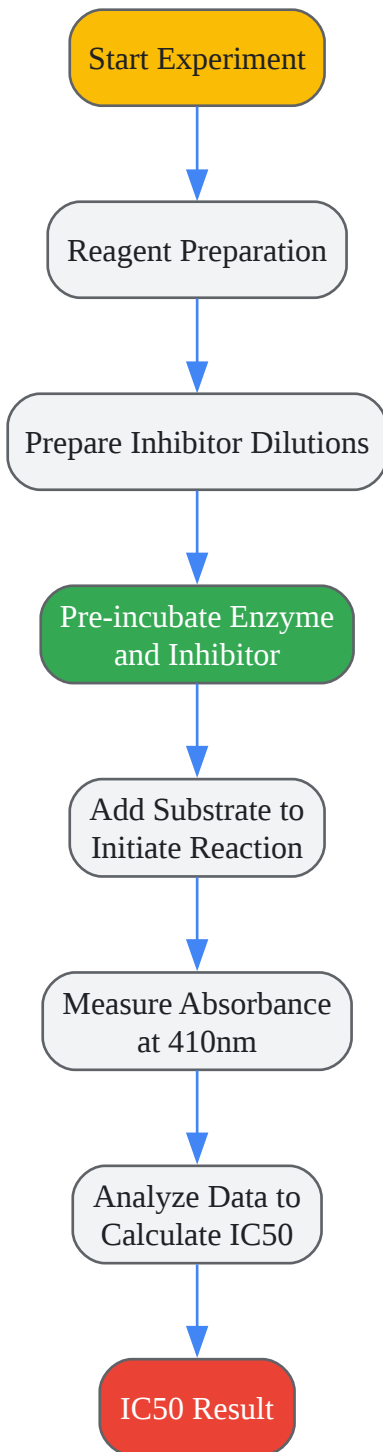 Start Experiment
Reagent Preparation
Prepare Inhibitor Dilutions
Pre-incubate Enzyme
and Inhibitor
Add Substrate to
Initiate Reaction
Measure Absorbance
at 410nm
Analyze Data to
Calculate IC50
IC50 Result